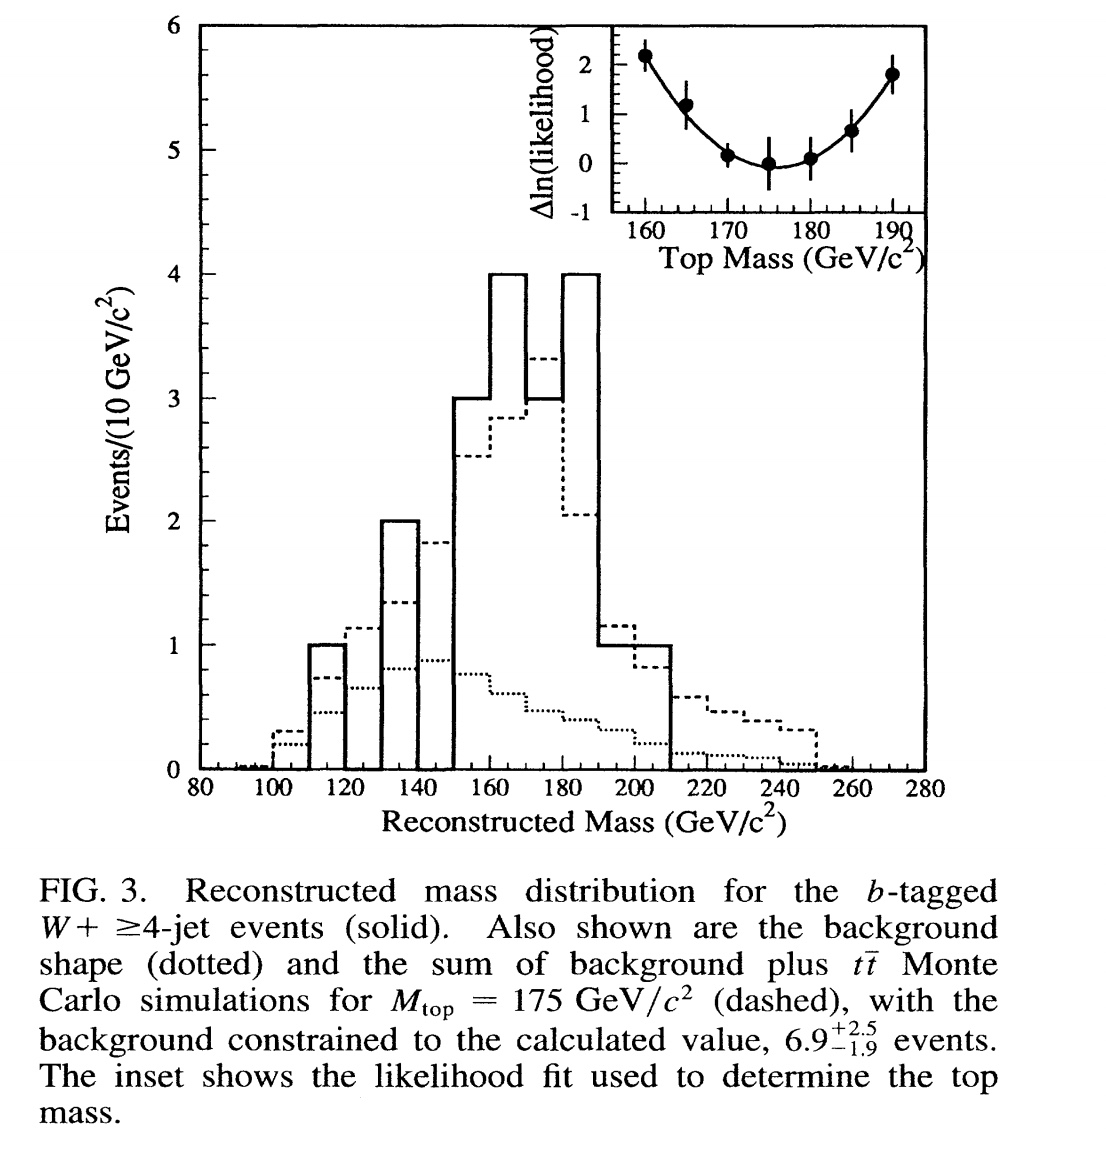 6
5
4
3
2
1
0
Events/(10 GeV/c²)
80 100 120 140 160 180 200 220 240 260 280
Reconstructed Mass (GeV/c²)
Δln(likelihood)
2
1
0
-1
160 170 180 190
Top Mass (GeV/c²)
FIG. 3. Reconstructed mass distribution for the b-tagged
W+ ≥4-jet events (solid). Also shown are the background
shape (dotted) and the sum of background plus tt̄ Monte
Carlo simulations for M_top = 175 GeV/c² (dashed), with the
background constrained to the calculated value, 6.9+2.5−1.9 events.
The inset shows the likelihood fit used to determine the top
mass.